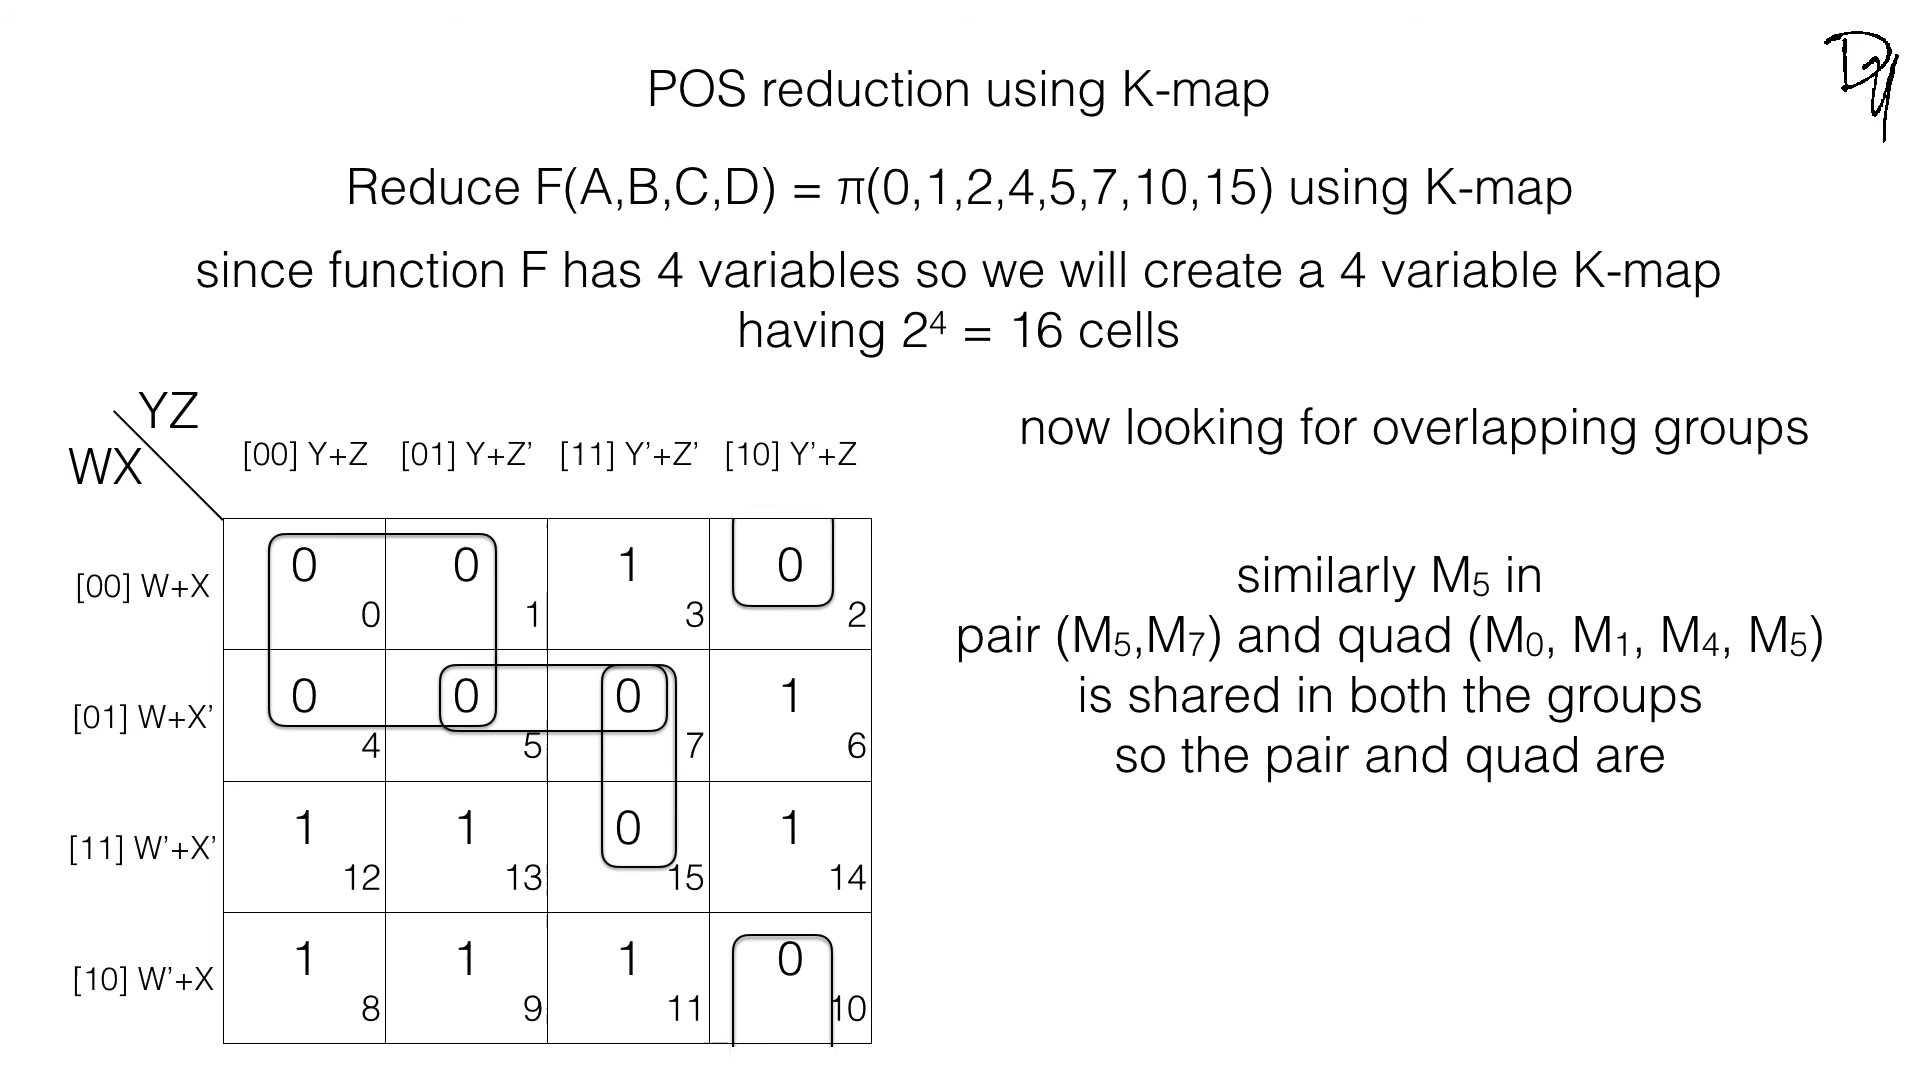 POS reduction using K-map
Reduce F(A,B,C,D) = π(0,1,2,4,5,7,10,15) using K-map
since function F has 4 variables so we will create a 4 variable K-map
having 2⁴ = 16 cells
now looking for overlapping groups
similarly M₅ in
pair (M₅,M₇) and quad (M₀, M₁, M₄, M₅)
is shared in both the groups
so the pair and quad are
YZ
WX
[00] Y+Z [01] Y+Z’ [11] Y’+Z’ [10] Y’+Z
[00] W+X 0 0 1 0
0 1 3 2
[01] W+X’ 0 0 0 1
4 5 7 6
[11] W’+X’ 1 1 0 1
12 13 15 14
[10] W’+X 1 1 1 0
8 9 11 10